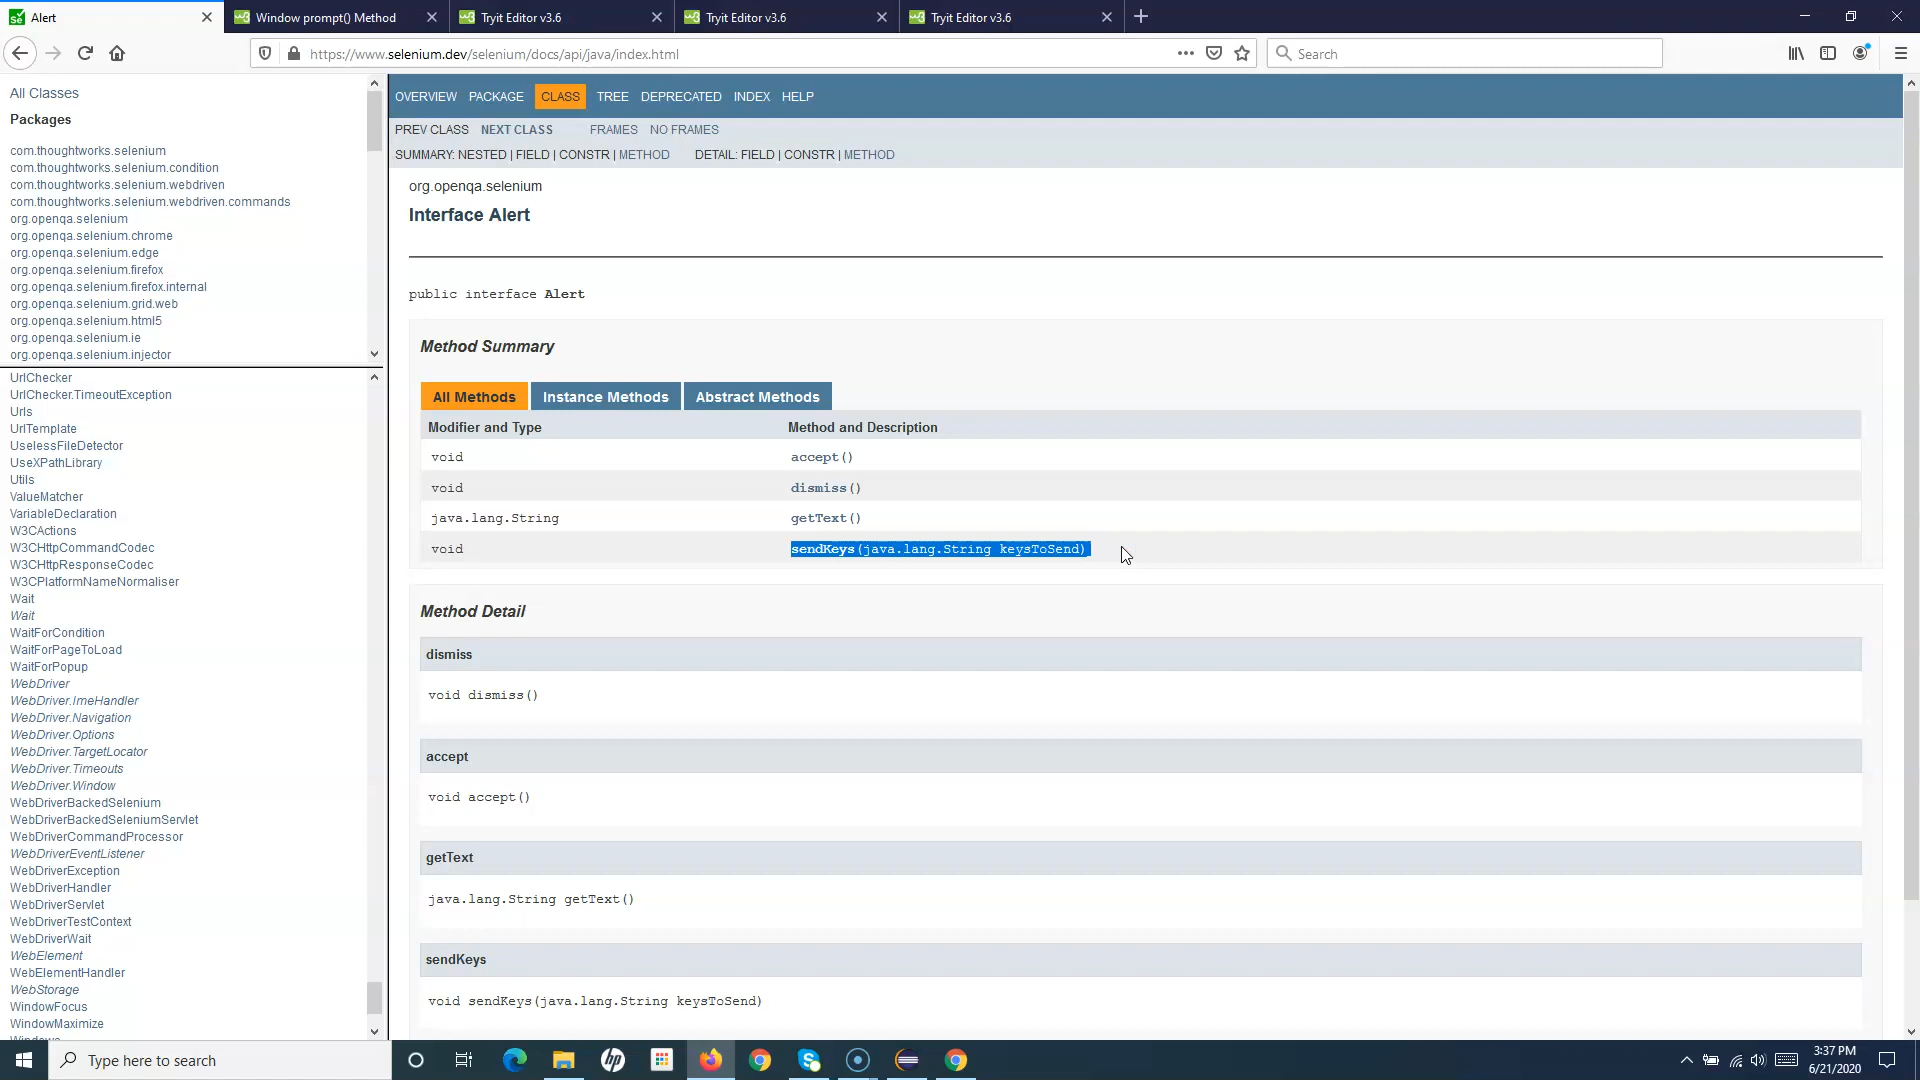 Alert
Window prompt() Method
Tryit Editor v3.6
Tryit Editor v3.6
Tryit Editor v3.6
https://www.selenium.dev/selenium/docs/api/java/index.html
Search
All Classes
Packages
com.thoughtworks.selenium
com.thoughtworks.selenium.condition
com.thoughtworks.selenium.webdriven
com.thoughtworks.selenium.webdriven.commands
org.openqa.selenium
org.openqa.selenium.chrome
org.openqa.selenium.edge
org.openqa.selenium.firefox
org.openqa.selenium.firefox.internal
org.openqa.selenium.grid.web
org.openqa.selenium.html5
org.openqa.selenium.ie
org.openqa.selenium.injector
UrlChecker
UrlChecker.TimeoutException
Urls
UrlTemplate
UselessFileDetector
UseXPathLibrary
Utils
ValueMatcher
VariableDeclaration
W3CActions
W3CHttpCommandCodec
W3CHttpResponseCodec
W3CPlatformNameNormaliser
Wait
Wait
WaitForCondition
WaitForPageToLoad
WaitForPopup
WebDriver
WebDriver.ImeHandler
WebDriver.Navigation
WebDriver.Options
WebDriver.TargetLocator
WebDriver.Timeouts
WebDriver.Window
WebDriverBackedSelenium
WebDriverBackedSeleniumServlet
WebDriverCommandProcessor
WebDriverEventListener
WebDriverException
WebDriverHandler
WebDriverServlet
WebDriverTestContext
WebDriverWait
WebElement
WebElementHandler
WebStorage
WindowFocus
WindowMaximize
Windows
OVERVIEW PACKAGE CLASS TREE DEPRECATED INDEX HELP
PREV CLASS NEXT CLASS FRAMES NO FRAMES
SUMMARY: NESTED | FIELD | CONSTR | METHOD DETAIL: FIELD | CONSTR | METHOD
org.openqa.selenium
Interface Alert
public interface Alert
Method Summary
All Methods Instance Methods Abstract Methods
Modifier and Type Method and Description
void accept()
void dismiss()
java.lang.String getText()
void sendKeys(java.lang.String keysToSend)
Method Detail
dismiss
void dismiss()
accept
void accept()
getText
java.lang.String getText()
sendKeys
void sendKeys(java.lang.String keysToSend)
Type here to search
3:37 PM
6/21/2020